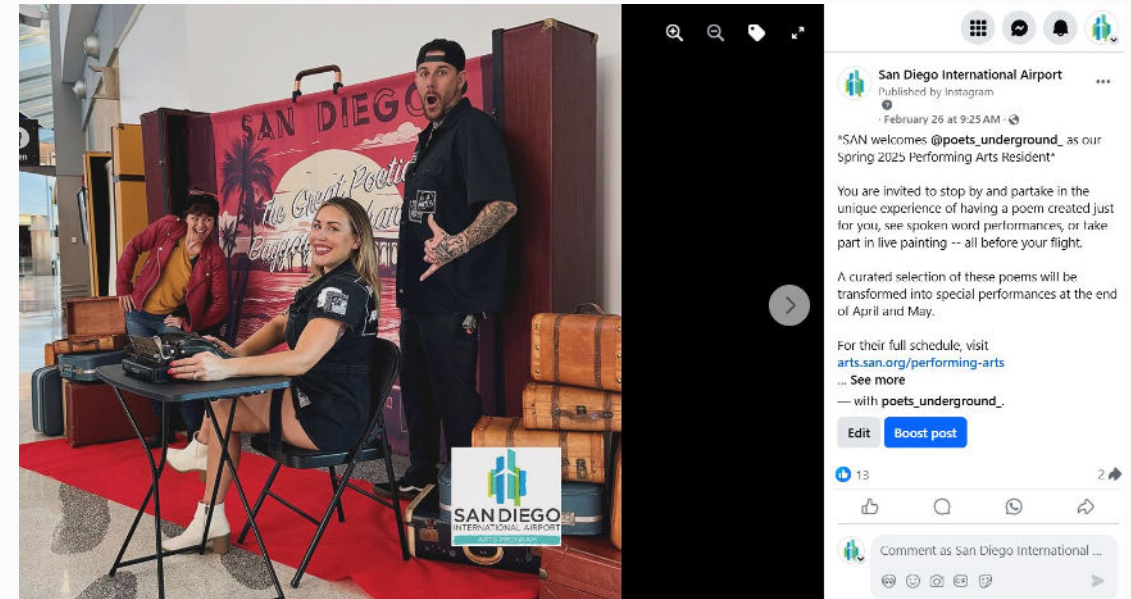 SAN DIEGO
The Great Poetic
Baggag
SAN DIEGO
INTERNATIONAL AIRPORT
ARTS PROGRAM
San Diego International Airport
Published by Instagram
· February 26 at 9:25 AM ·
*SAN welcomes @poets_underground_ as our
Spring 2025 Performing Arts Resident*
You are invited to stop by and partake in the
unique experience of having a poem created just
for you, see spoken word performances, or take
part in live painting -- all before your flight.
A curated selection of these poems will be
transformed into special performances at the end
of April and May.
For their full schedule, visit
arts.san.org/performing-arts
... See more
— with poets_underground_.
Edit Boost post
13 2
Comment as San Diego International ...